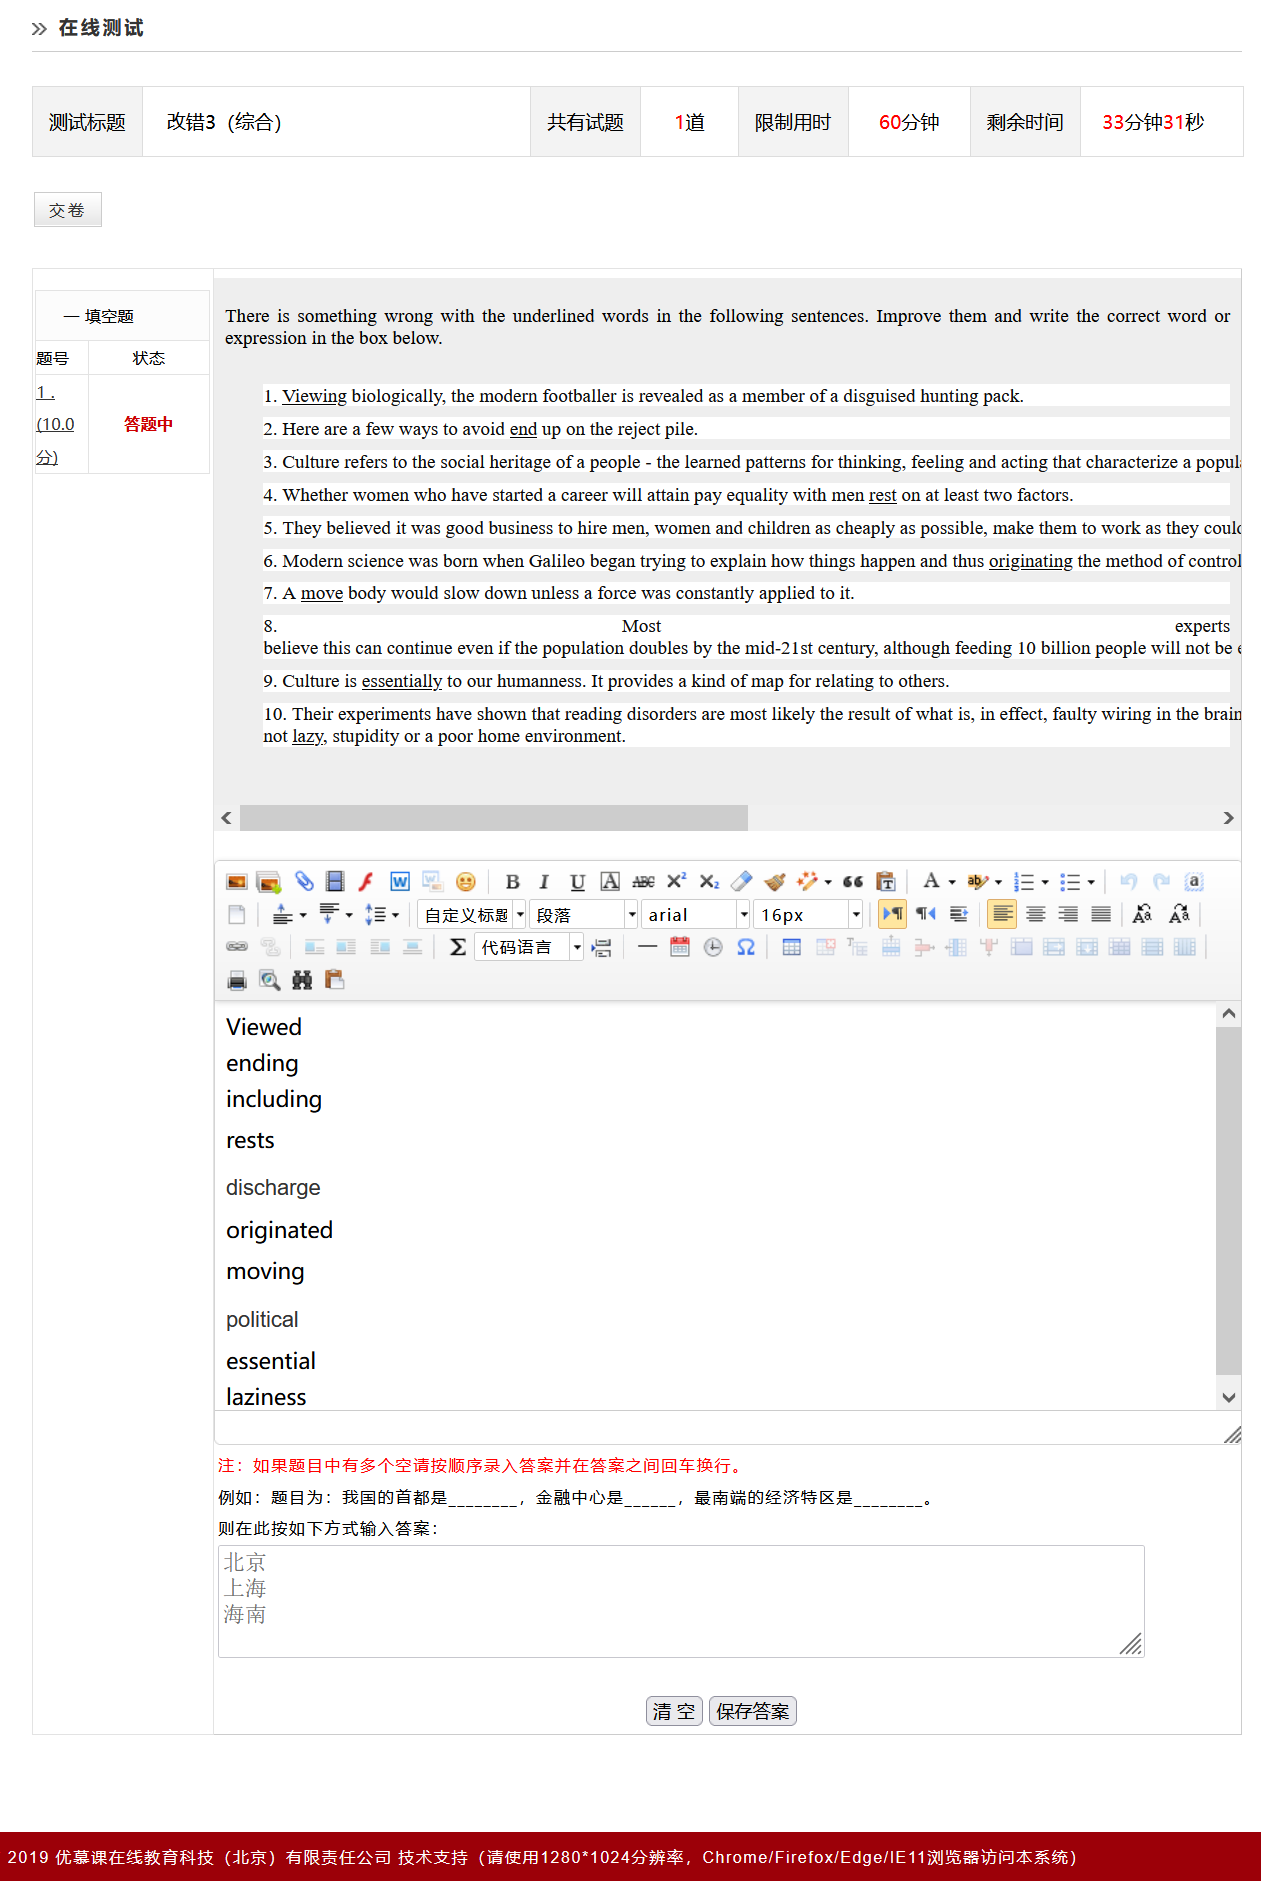 在线测试
测试标题 改错3（综合） 共有试题 1道 限制用时 60分钟 剩余时间 33分钟31秒
交卷
一 填空题
题号 状态
1 .
(10.0
分)
答题中
There is something wrong with the underlined words in the following sentences. Improve them and write the correct word or
expression in the box below.
1. Viewing biologically, the modern footballer is revealed as a member of a disguised hunting pack.
2. Here are a few ways to avoid end up on the reject pile.
3. Culture refers to the social heritage of a people - the learned patterns for thinking, feeling and acting that characterize a
4. Whether women who have started a career will attain pay equality with men rest on at least two factors.
5. They believed it was good business to hire men, women and children as cheaply as possible, make them to work as they
6. Modern science was born when Galileo began trying to explain how things happen and thus originating the method of
7. A move body would slow down unless a force was constantly applied to it.
8. Most experts
believe this can continue even if the population doubles by the mid-21st century, although feeding 10 billion people will not be
9. Culture is essentially to our humanness. It provides a kind of map for relating to others.
10. Their experiments have shown that reading disorders are most likely the result of what is, in effect, faulty wiring in the brain
not lazy, stupidity or a poor home environment.
自定义标题 段落 arial 16px
代码语言
Viewed
ending
including
rests
discharge
originated
moving
political
essential
laziness
注：如果题目中有多个空请按顺序录入答案并在答案之间回车换行。
例如：题目为：我国的首都是________，金融中心是______，最南端的经济特区是________。
则在此按如下方式输入答案：
北京
上海
海南
清 空 保存答案
2019 优慕课在线教育科技（北京）有限责任公司 技术支持（请使用1280*1024分辨率，Chrome/Firefox/Edge/IE11浏览器访问本系统）